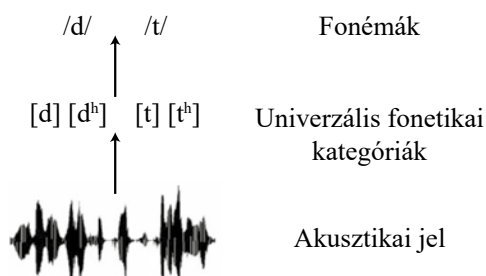 /d/ /t/ Fonémák
[d] [dʰ] [t] [tʰ] Univerzális fonetikai
kategóriák
Akusztikai jel